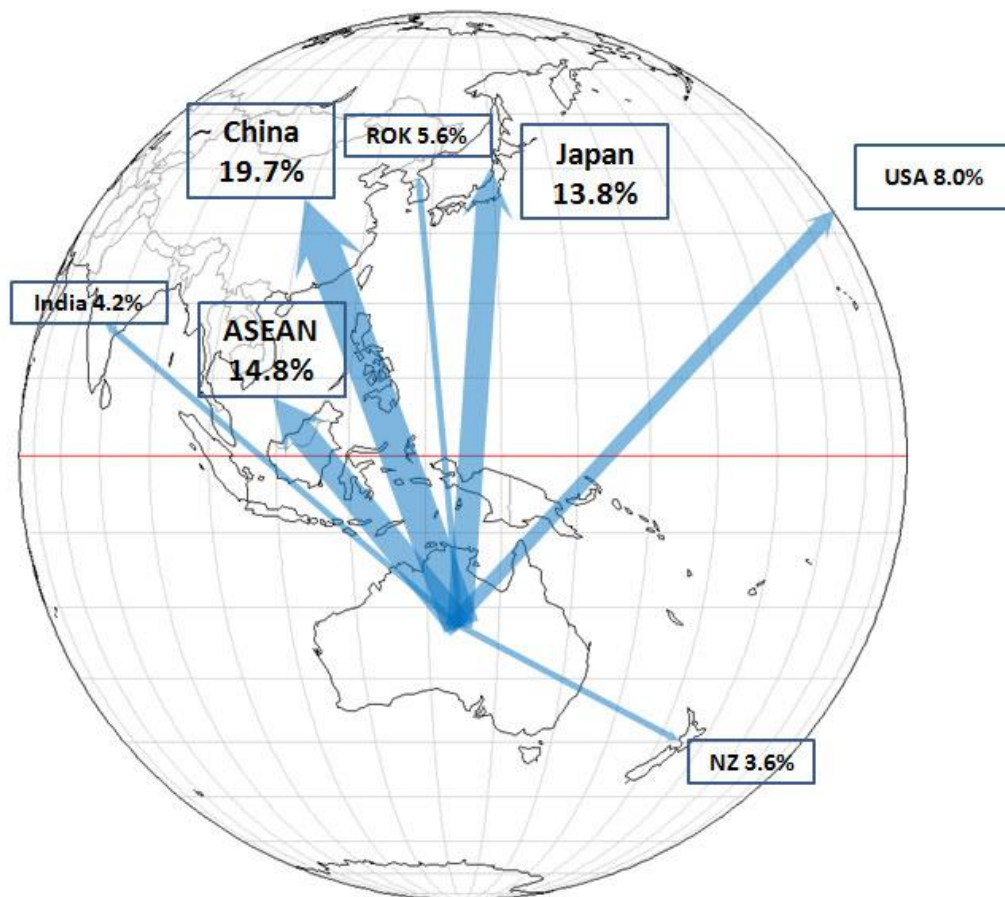 China
19.7%
ROK 5.6%
Japan
13.8%
USA 8.0%
India 4.2%
ASEAN
14.8%
NZ 3.6%